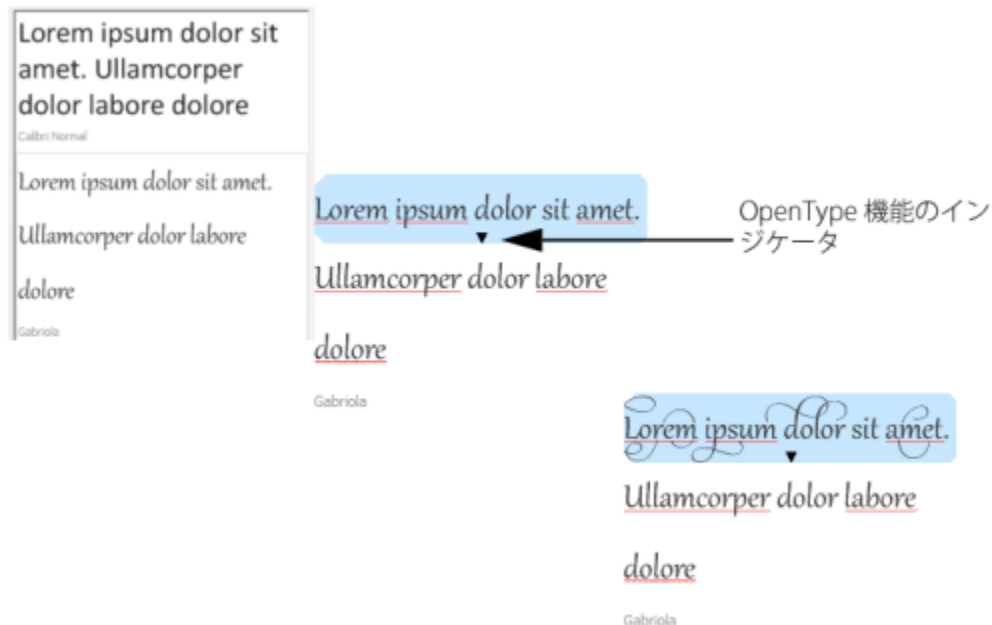 Lorem ipsum dolor sit
amet. Ullamcorper
dolor labore dolore
Calibri Normal
Lorem ipsum dolor sit amet.
Ullamcorper dolor labore
dolore
Gabriola
Lorem ipsum dolor sit amet.
Ullamcorper dolor labore
dolore
Gabriola
OpenType 機能のイン
ジケータ
Lorem ipsum dolor sit amet.
Ullamcorper dolor labore
dolore
Gabriola